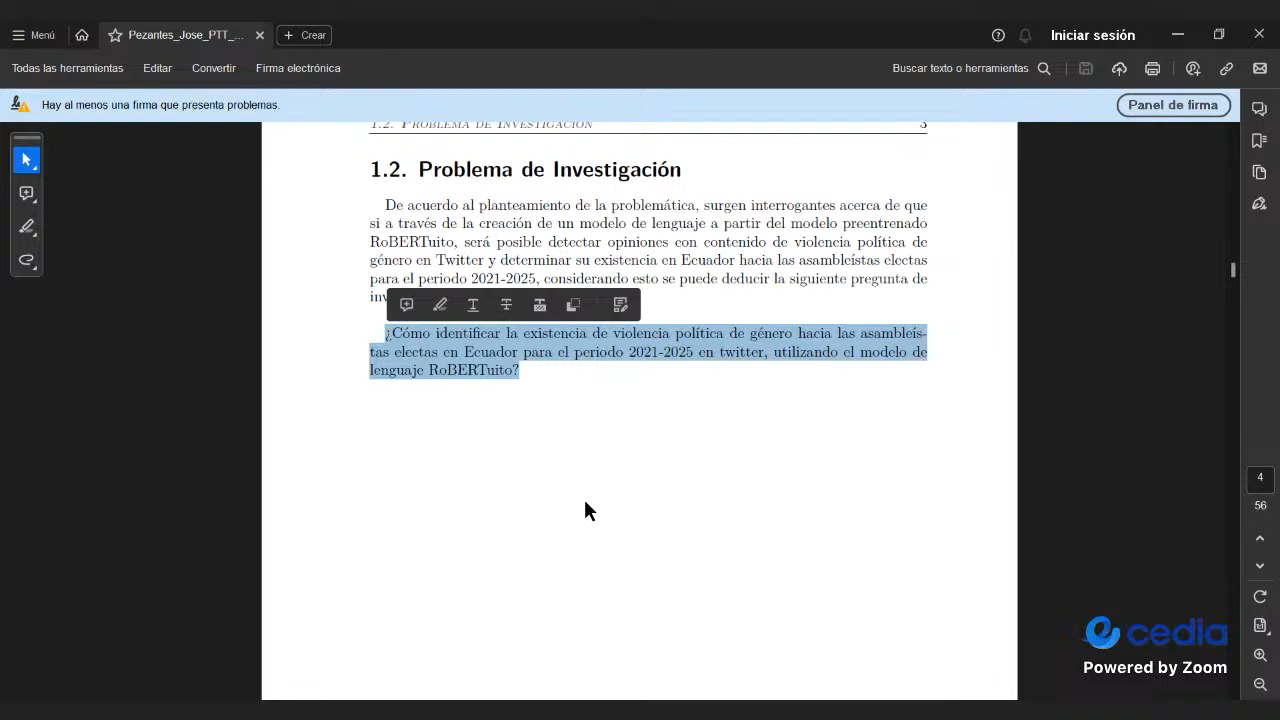 Menú
Pezantes_Jose_PTT_...
Crear
Iniciar sesión
Todas las herramientas
Editar
Convertir
Firma electrónica
Buscar texto o herramientas
Hay al menos una firma que presenta problemas.
Panel de firma
1.2. PROBLEMA DE INVESTIGACIÓN 3
1.2. Problema de Investigación
De acuerdo al planteamiento de la problemática, surgen interrogantes acerca de que
si a través de la creación de un modelo de lenguaje a partir del modelo preentrenado
RoBERTuito, será posible detectar opiniones con contenido de violencia política de
género en Twitter y determinar su existencia en Ecuador hacia las asambleístas electas
para el periodo 2021-2025, considerando esto se puede deducir la siguiente pregunta de
¿Cómo identificar la existencia de violencia política de género hacia las asambleís-
tas electas en Ecuador para el periodo 2021-2025 en twitter, utilizando el modelo de
lenguaje RoBERTuito?
4
56
cedia
Powered by Zoom